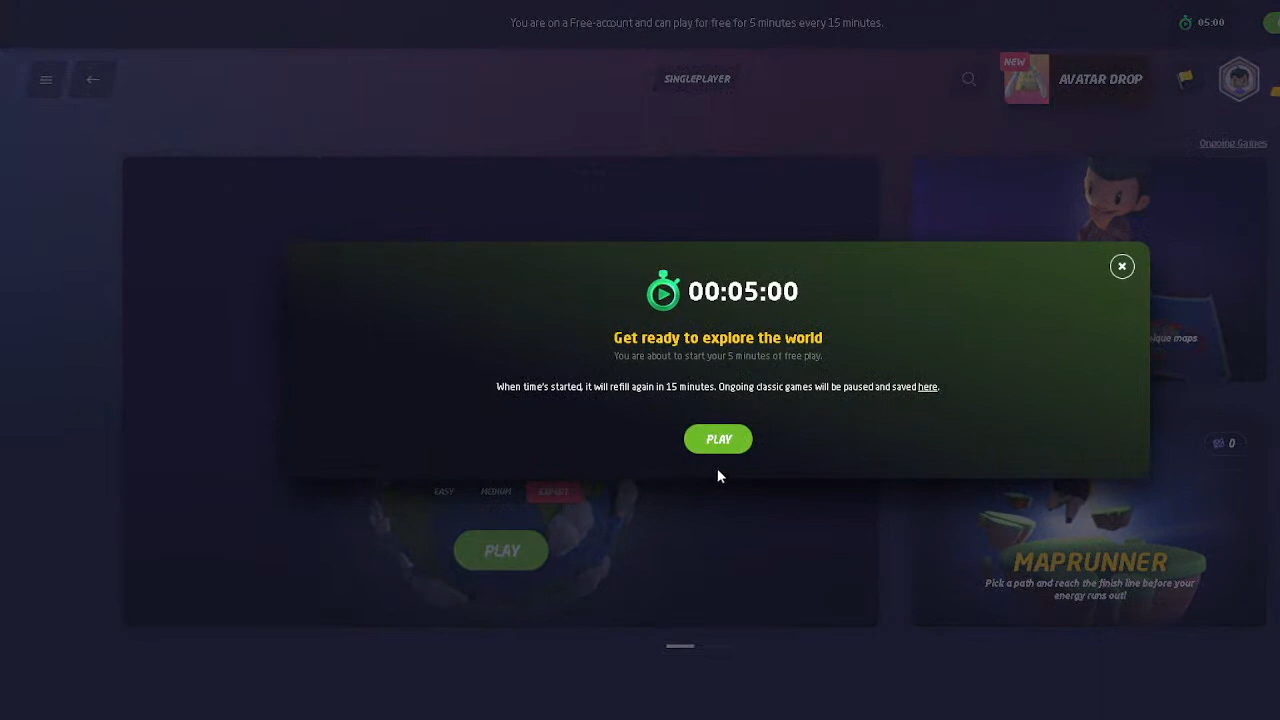 You are on a Free-account and can play for free for 5 minutes every 15 minutes.
05:00
SINGLEPLAYER
NEW
AVATAR DROP
Ongoing Games
00:05:00
Get ready to explore the world
You are about to start your 5 minutes of free play.
When time's started, it will refill again in 15 minutes. Ongoing classic games will be paused and saved here.
PLAY
maps
0
EASY
MEDIUM
PLAY
MAPRUNNER
Pick a path and reach the finish line before your
energy runs out!